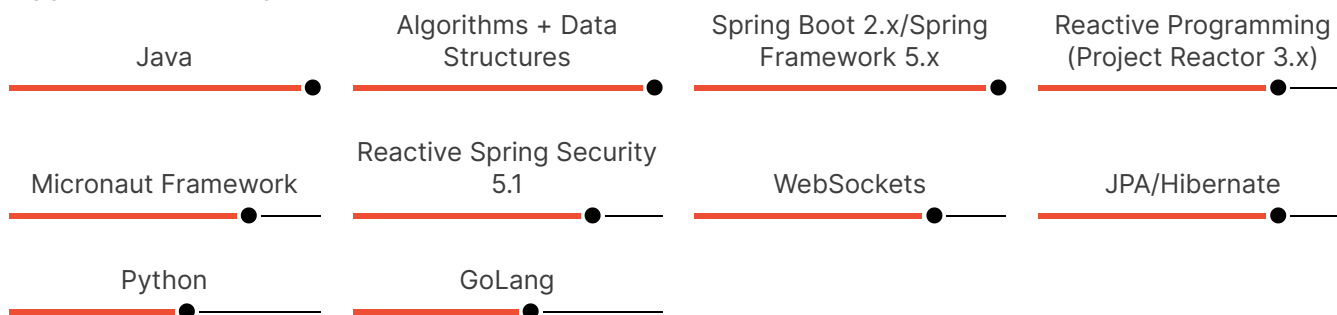 Java
Algorithms + Data
Structures
Spring Boot 2.x/Spring
Framework 5.x
Reactive Programming
(Project Reactor 3.x)
Micronaut Framework
Reactive Spring Security
5.1
WebSockets
JPA/Hibernate
Python
GoLang